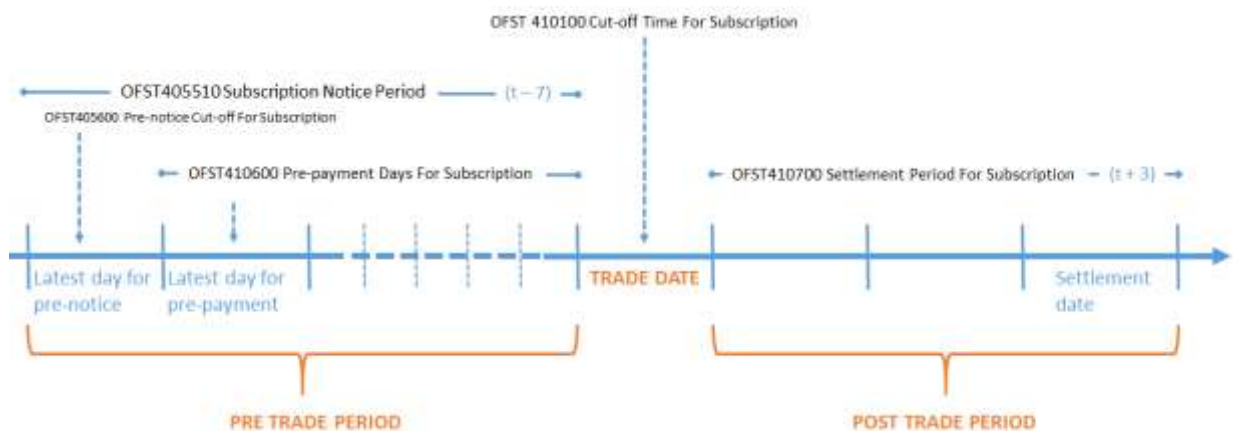 OFST 410100 Cut-off Time For Subscription
OFST405510 Subscription Notice Period (t – 7)
OFST405600 Pre-notice Cut-off For Subscription
OFST410600 Pre-payment Days For Subscription
OFST410700 Settlement Period For Subscription (t + 3)
Latest day for
pre-notice
Latest day for
pre-payment
TRADE DATE
Settlement
date
PRE TRADE PERIOD
POST TRADE PERIOD